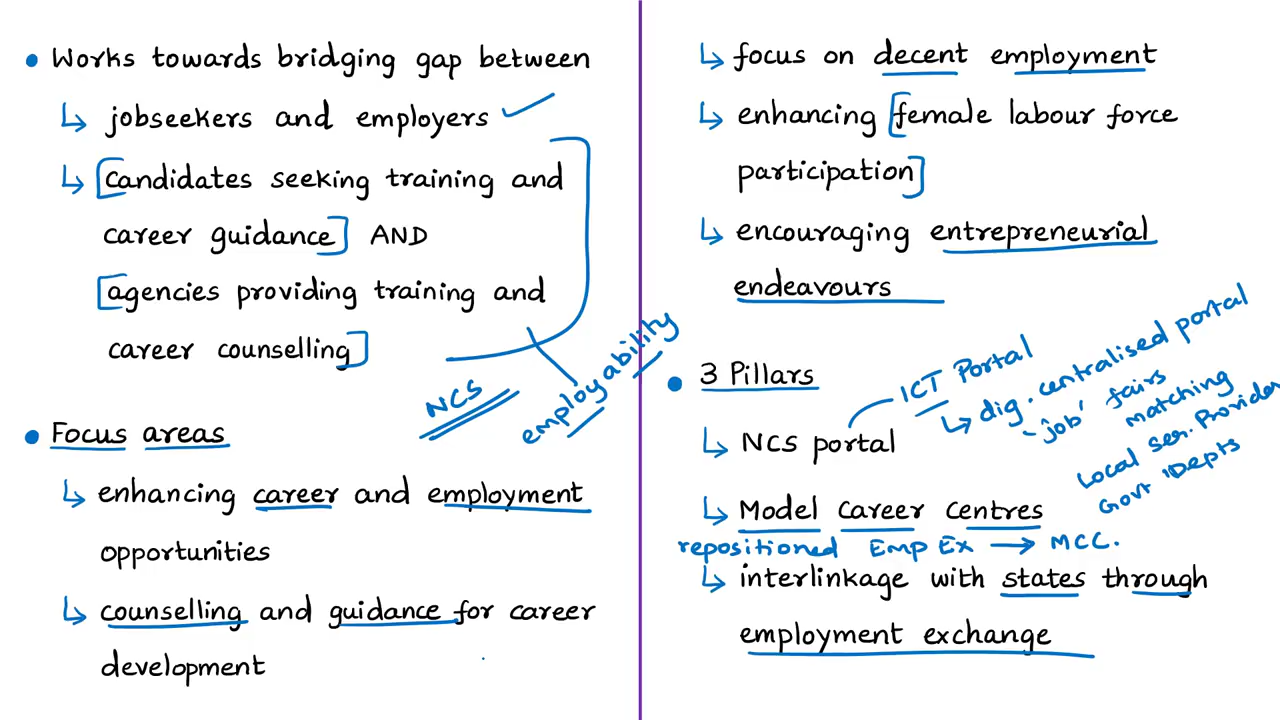 • Works towards bridging gap between
↳ jobseekers and employers ✓
↳ [candidates seeking training and
career guidance] AND
[agencies providing training and
career counselling]
NCS
employability
• Focus areas
↳ enhancing career and employment
opportunities
↳ counselling and guidance for career
development
↳ focus on decent employment
↳ enhancing [female labour force
participation]
↳ encouraging entrepreneurial
endeavours
• 3 Pillars
↳ NCS portal
ICT Portal
↳ dig. centralised portal
- 'job' fairs
matching
Local Ser. Provider
Govt Depts
↳ Model Career Centres
repositioned Emp Ex → MCC.
↳ interlinkage with states through
employment exchange